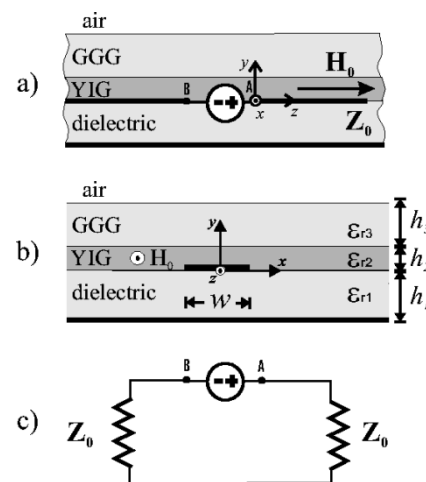 a)
air
GGG
YIG
dielectric
B
A
- +
y
x
z
H₀
Z₀
b)
air
GGG
YIG
H₀
dielectric
y
x
z
w
εr3
εr2
εr1
h
h
h
c)
B
A
- +
Z₀
Z₀